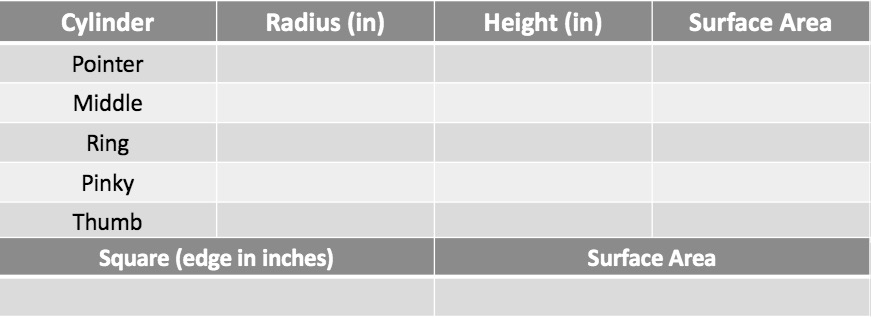 Cylinder Radius (in) Height (in) Surface Area
Pointer
Middle
Ring
Pinky
Thumb
Square (edge in inches) Surface Area